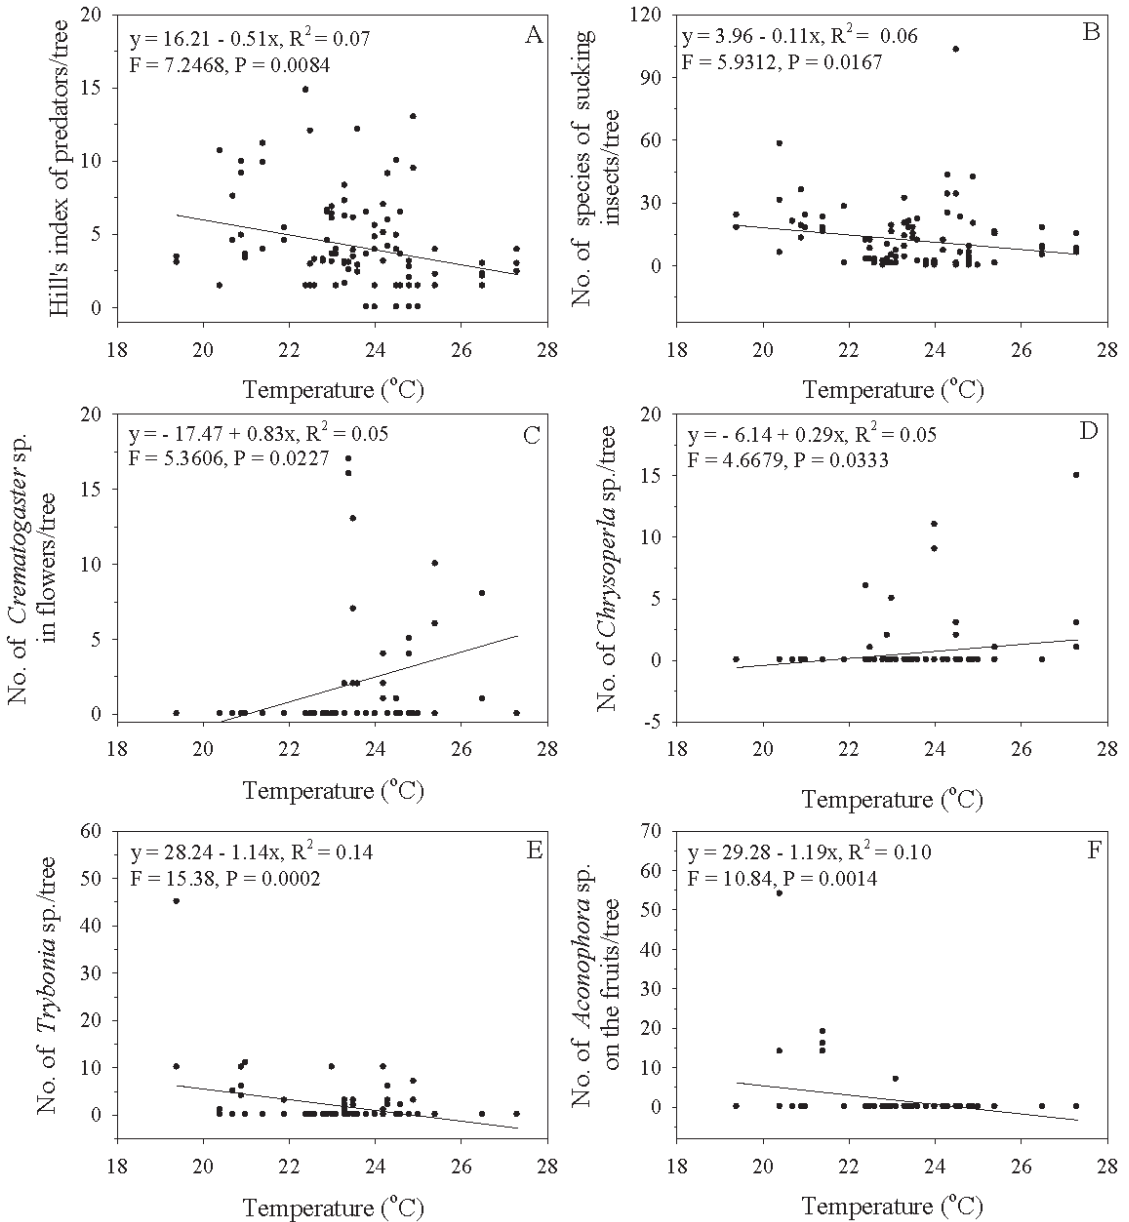 y = 16.21 - 0.51x, R2 = 0.07
F = 7.2468, P = 0.0084
A
Hill's index of predators/tree
20
15
10
5
0
18 20 22 24 26 28
Temperature (oC)
y = 3.96 - 0.11x, R2 = 0.06
F = 5.9312, P = 0.0167
B
No. of species of sucking
insects/tree
120
90
60
30
0
18 20 22 24 26 28
Temperature (oC)
y = - 17.47 + 0.83x, R2 = 0.05
F = 5.3606, P = 0.0227
C
No. of Crematogaster sp.
in flowers/tree
20
15
10
5
0
18 20 22 24 26 28
Temperature (oC)
y = - 6.14 + 0.29x, R2 = 0.05
F = 4.6679, P = 0.0333
D
No. of Chrysoperla sp./tree
20
15
10
5
0
-5
18 20 22 24 26 28
Temperature (oC)
y = 28.24 - 1.14x, R2 = 0.14
F = 15.38, P = 0.0002
E
No. of Trybonia sp./tree
60
50
40
30
20
10
0
18 20 22 24 26 28
Temperature (oC)
y = 29.28 - 1.19x, R2 = 0.10
F = 10.84, P = 0.0014
F
No. of Aconophora sp.
on the fruits/tree
70
60
50
40
30
20
10
0
18 20 22 24 26 28
Temperature (oC)